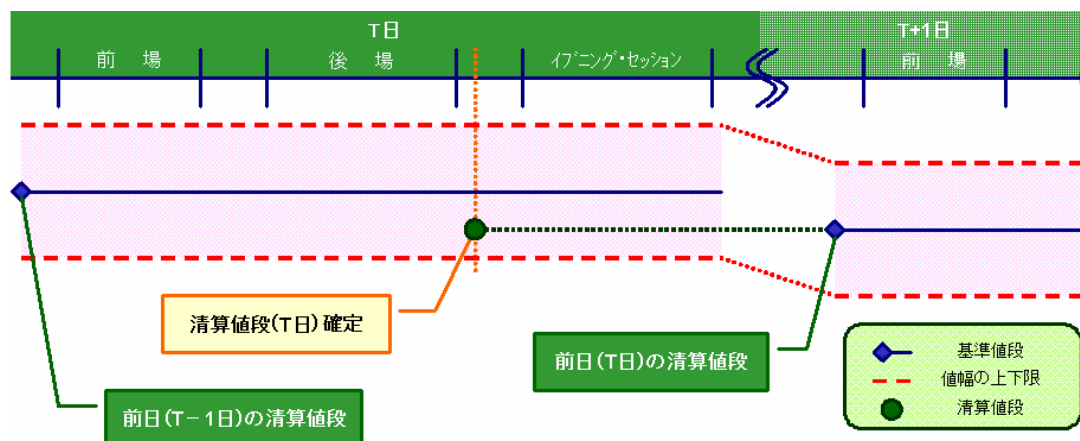 T日
T+1日
前 場
後 場
ｲﾌﾞﾆﾝｸﾞ・ｾｯｼｮﾝ
前 場
清算値段(T日)確定
前日(T日)の清算値段
前日(T－1日)の清算値段
基準値段
値幅の上下限
清算値段